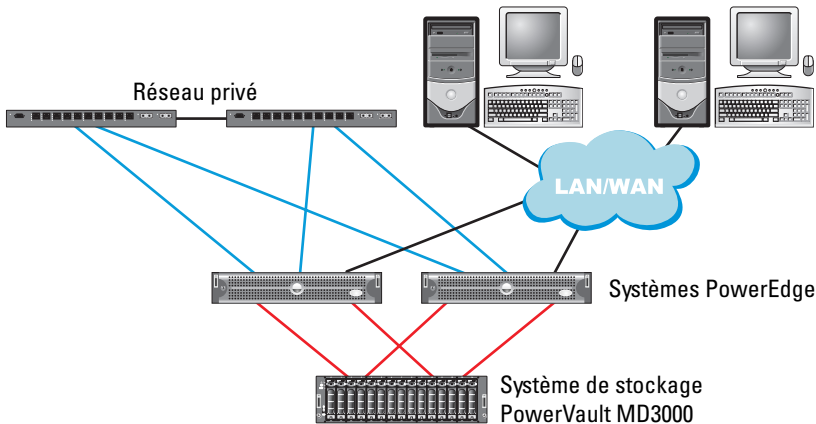 Réseau privé
LAN/WAN
Systèmes PowerEdge
Système de stockage
PowerVault MD3000